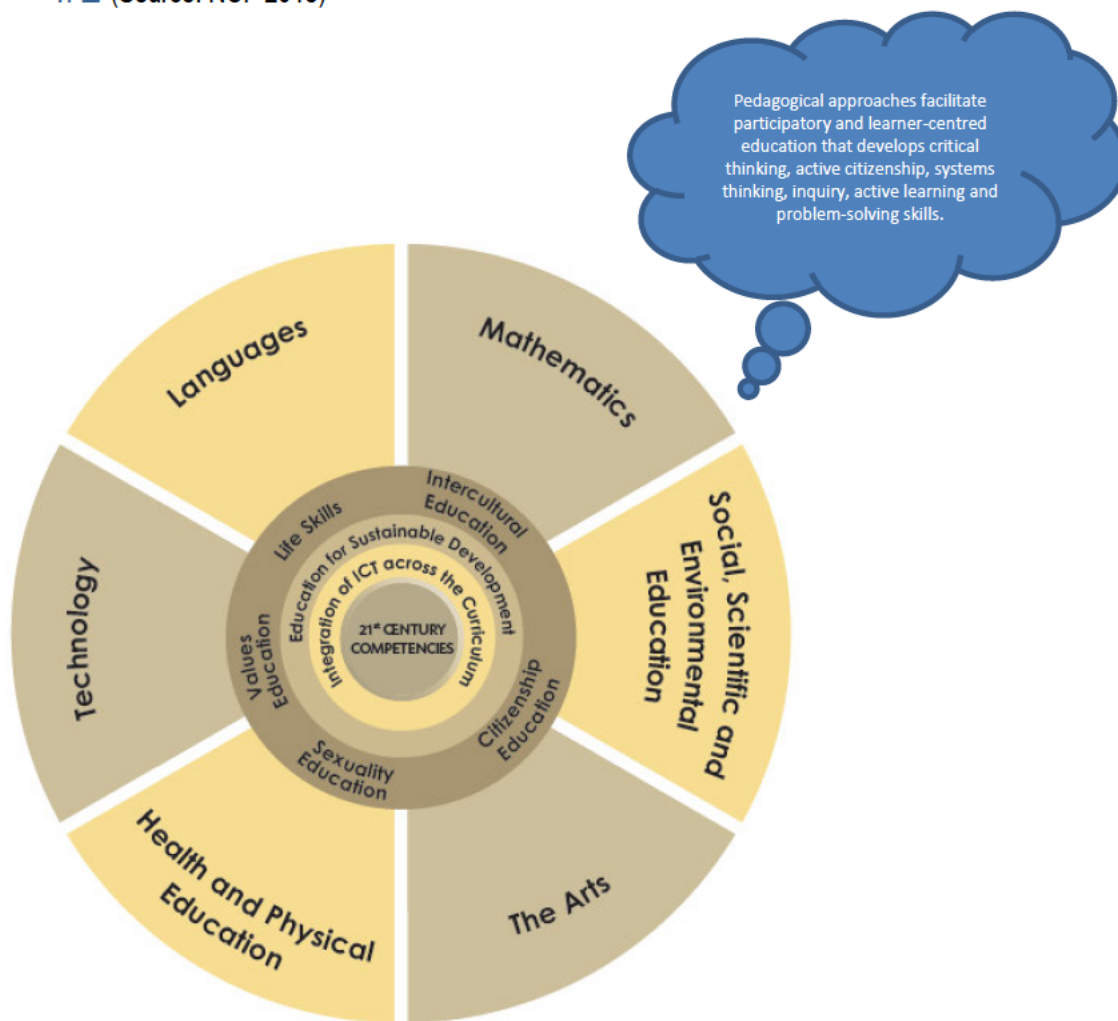 (Source: NCF 2013)
Pedagogical approaches facilitate
participatory and learner-centred
education that develops critical
thinking, active citizenship, systems
thinking, inquiry, active learning and
problem-solving skills.
Languages
Mathematics
Technology
Social, Scientific and
Environmental
Education
Health and Physical
Education
The Arts
Life Skills
Intercultural
Education
Values
Education
Citizenship
Education
Sexuality
Education
Education for Sustainable Development
Integration of ICT across the Curriculum
21st CENTURY
COMPETENCIES